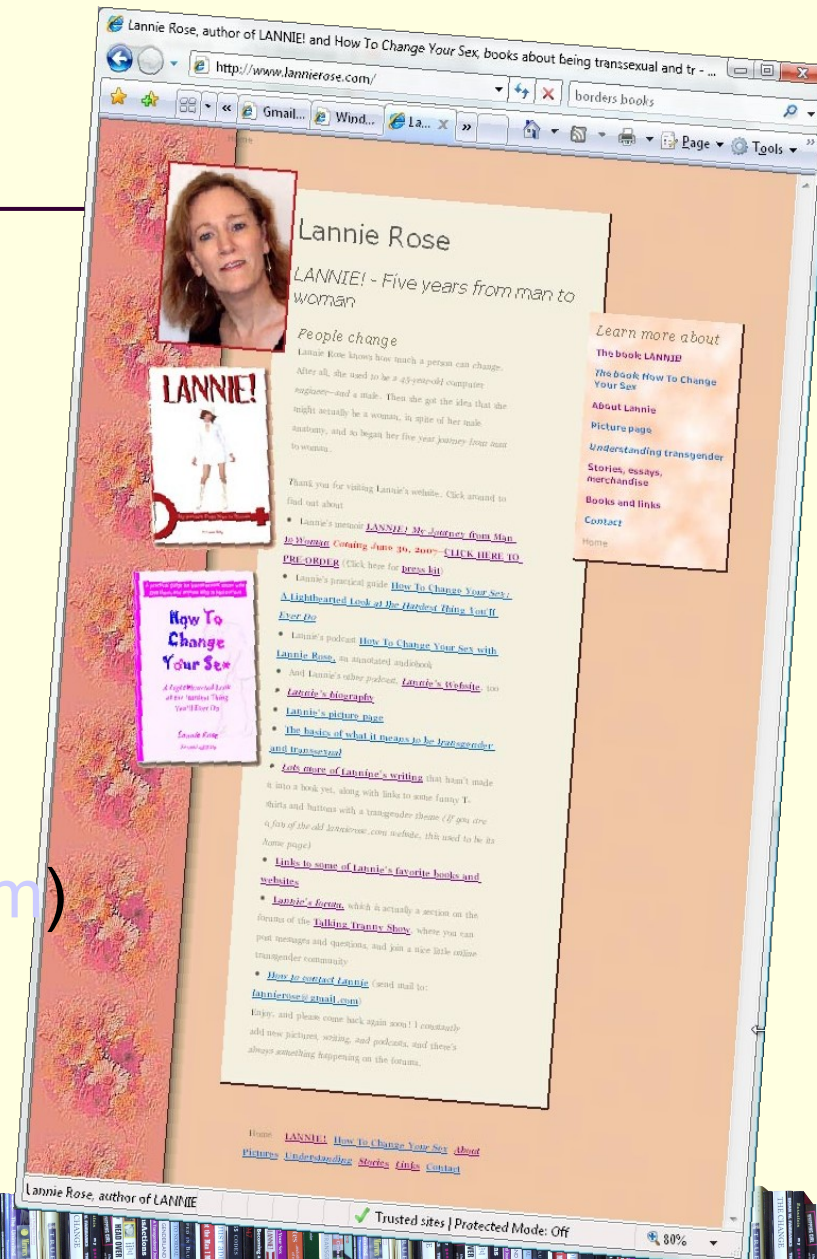 Lannie Rose, author of LANNIE! and How To Change Your Sex, books about being transsexual and tr - ...
http://www.lannierose.com/
borders books
Gmail...
Wind...
La...
Page
Tools
Home
Lannie Rose
LANNIE! - Five years from man to
woman
People change
Lannie Rose knows how much a person can change.
After all, she used to be a 45-year-old computer
engineer—and a male. Then she got the idea that she
might actually be a woman, in spite of her male
anatomy, and so began her five year journey from man
to woman.
Thank you for visiting Lannie's website. Click around to
find out about
• Lannie's memoir LANNIE! My Journey from Man
to Woman Coming June 30, 2007–CLICK HERE TO
PRE-ORDER (Click here for press kit)
• Lannie's practical guide How To Change Your Sex:
A Lighthearted Look at the Hardest Thing You'll
Ever Do
• Lannie's podcast How To Change Your Sex with
Lannie Rose, an annotated audiobook
• And Lannie's other podcast, Lannie's Website, too
• Lannie's biography
• Lannie's picture page
• The basics of what it means to be transgender
and transsexual
• Lots more of Lannine's writing that hasn't made
it into a book yet, along with links to some funny T-
shirts and buttons with a transgender theme (If you are
a fan of the old lannierose.com website, this used to be its
home page)
• Links to some of Lannie's favorite books and
websites
• Lannie's forum, which is actually a section on the
forums of the Talking Tranny Show, where you can
post messages and questions, and join a nice little online
transgender community
• How to contact Lannie (send mail to:
lannierose@gmail.com)
Enjoy, and please come back again soon! I constantly
add new pictures, writing, and podcasts, and there's
always something happening on the forums.
LANNIE!
How To
Change
Your Sex
A Lighthearted Look
at the Hardest Thing
You'll Ever Do
Lannie Rose
Learn more about
The book LANNIE!
The book How To Change
Your Sex
About Lannie
Picture page
Understanding transgender
Stories, essays,
merchandise
Books and links
Contact
Home
m)
Home LANNIE! How To Change Your Sex About
Pictures Understanding Stories Links Contact
Lannie Rose, author of LANNIE
Trusted sites | Protected Mode: Off
80%